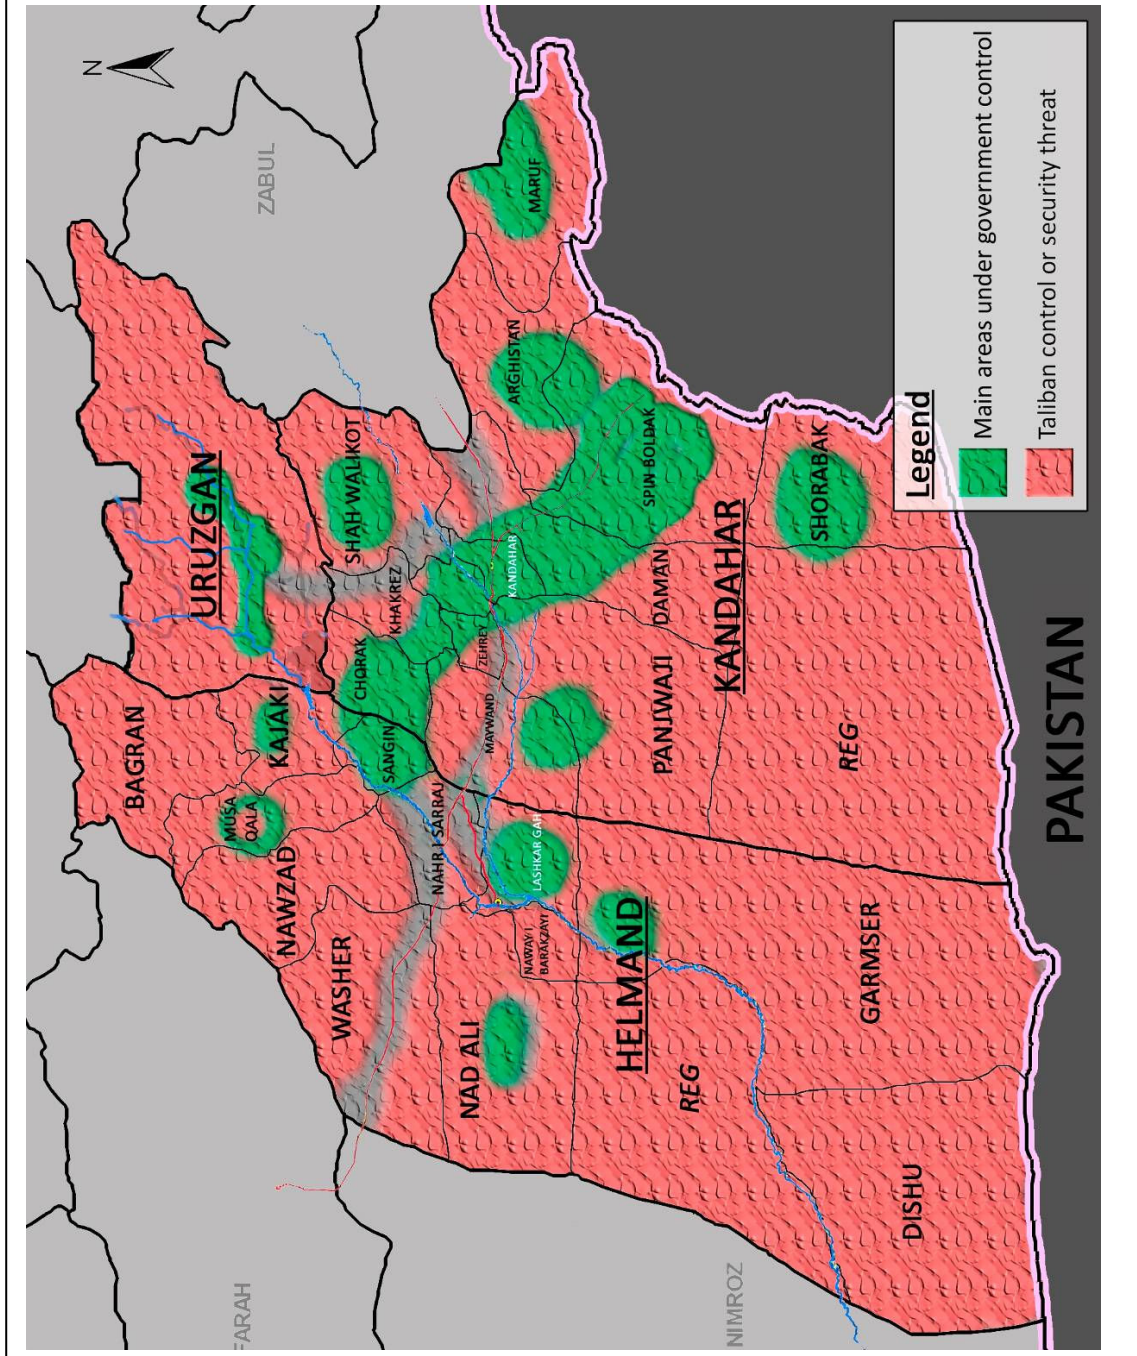 N
ZABUL
MARUF
URUZGAN
ARGHISTAN
SHAH WALIKOT
SPIN BOLDAK
SHORABAK
KHAKREZ
KANDAHAR
DAMAN
KANDAHAR
CHORAK
ZEHREY
BAGRAN
KAJAKI
SANGIN
MAYWAND
PANJWAJI
REG
MUSA
QALA
NAWZAD
NAHR I SARRAJ
LASHKAR GAH
WASHER
NAWAY I
BARAKZAYI
HELMAND
GARMSER
NAD ALI
REG
DISHU
FARAH
NIMROZ
PAKISTAN
Legend
Main areas under government control
Taliban control or security threat